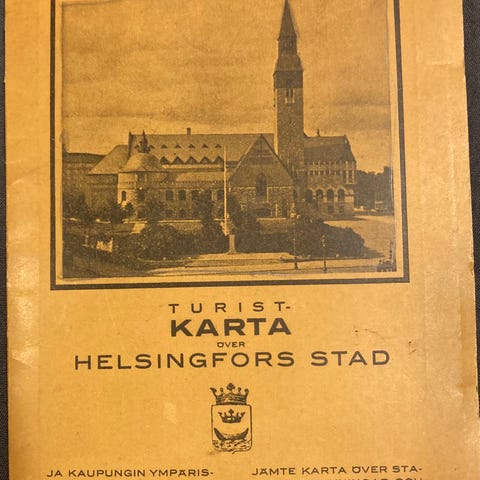 TURIST-
KARTA
ÖVER
HELSINGFORS STAD
JA KAUPUNGIN YMPÄRIS-
JÄMTE KARTA ÖVER STA-